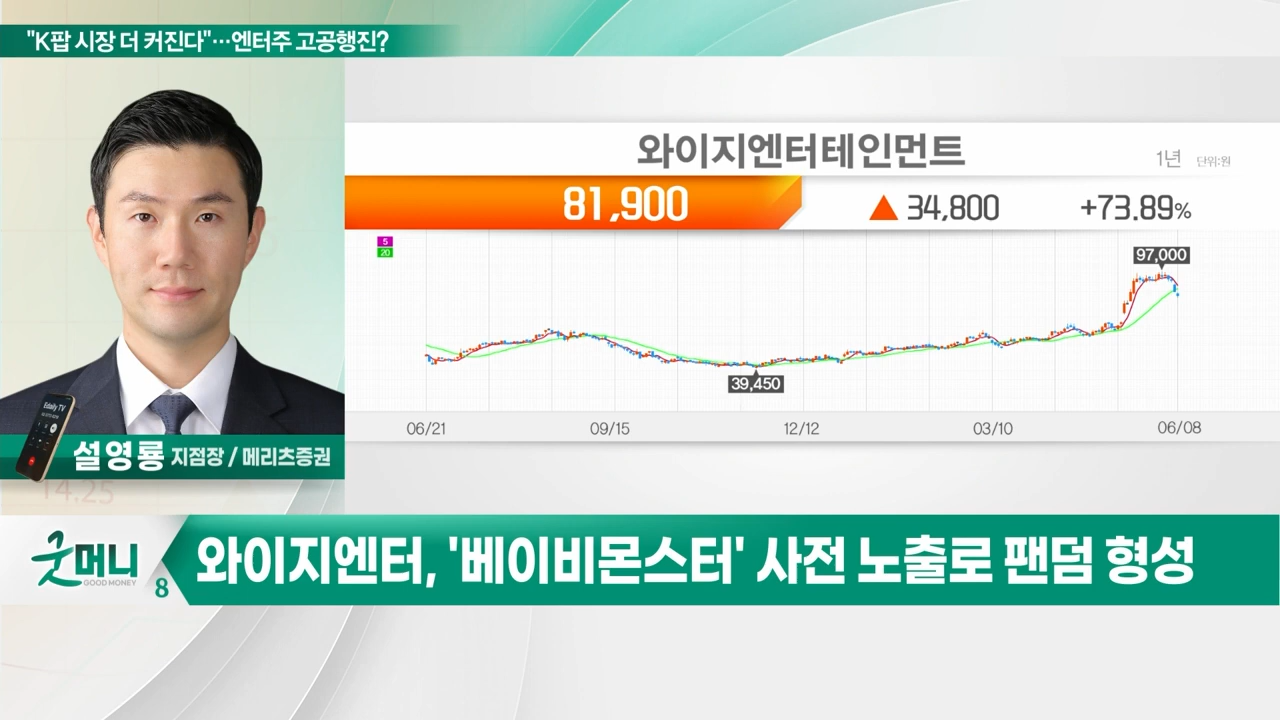 "K팝 시장 더 커진다"…엔터주 고공행진?
와이지엔터테인먼트
1년 단위:원
81,900 ▲ 34,800 +73.89%
5
20
97,000
39,450
06/21 09/15 12/12 03/10 06/08
Edaily TV
설영룡 지점장 / 메리츠증권
14.25
굿머니
GOOD MONEY
8
와이지엔터, '베이비몬스터' 사전 노출로 팬덤 형성